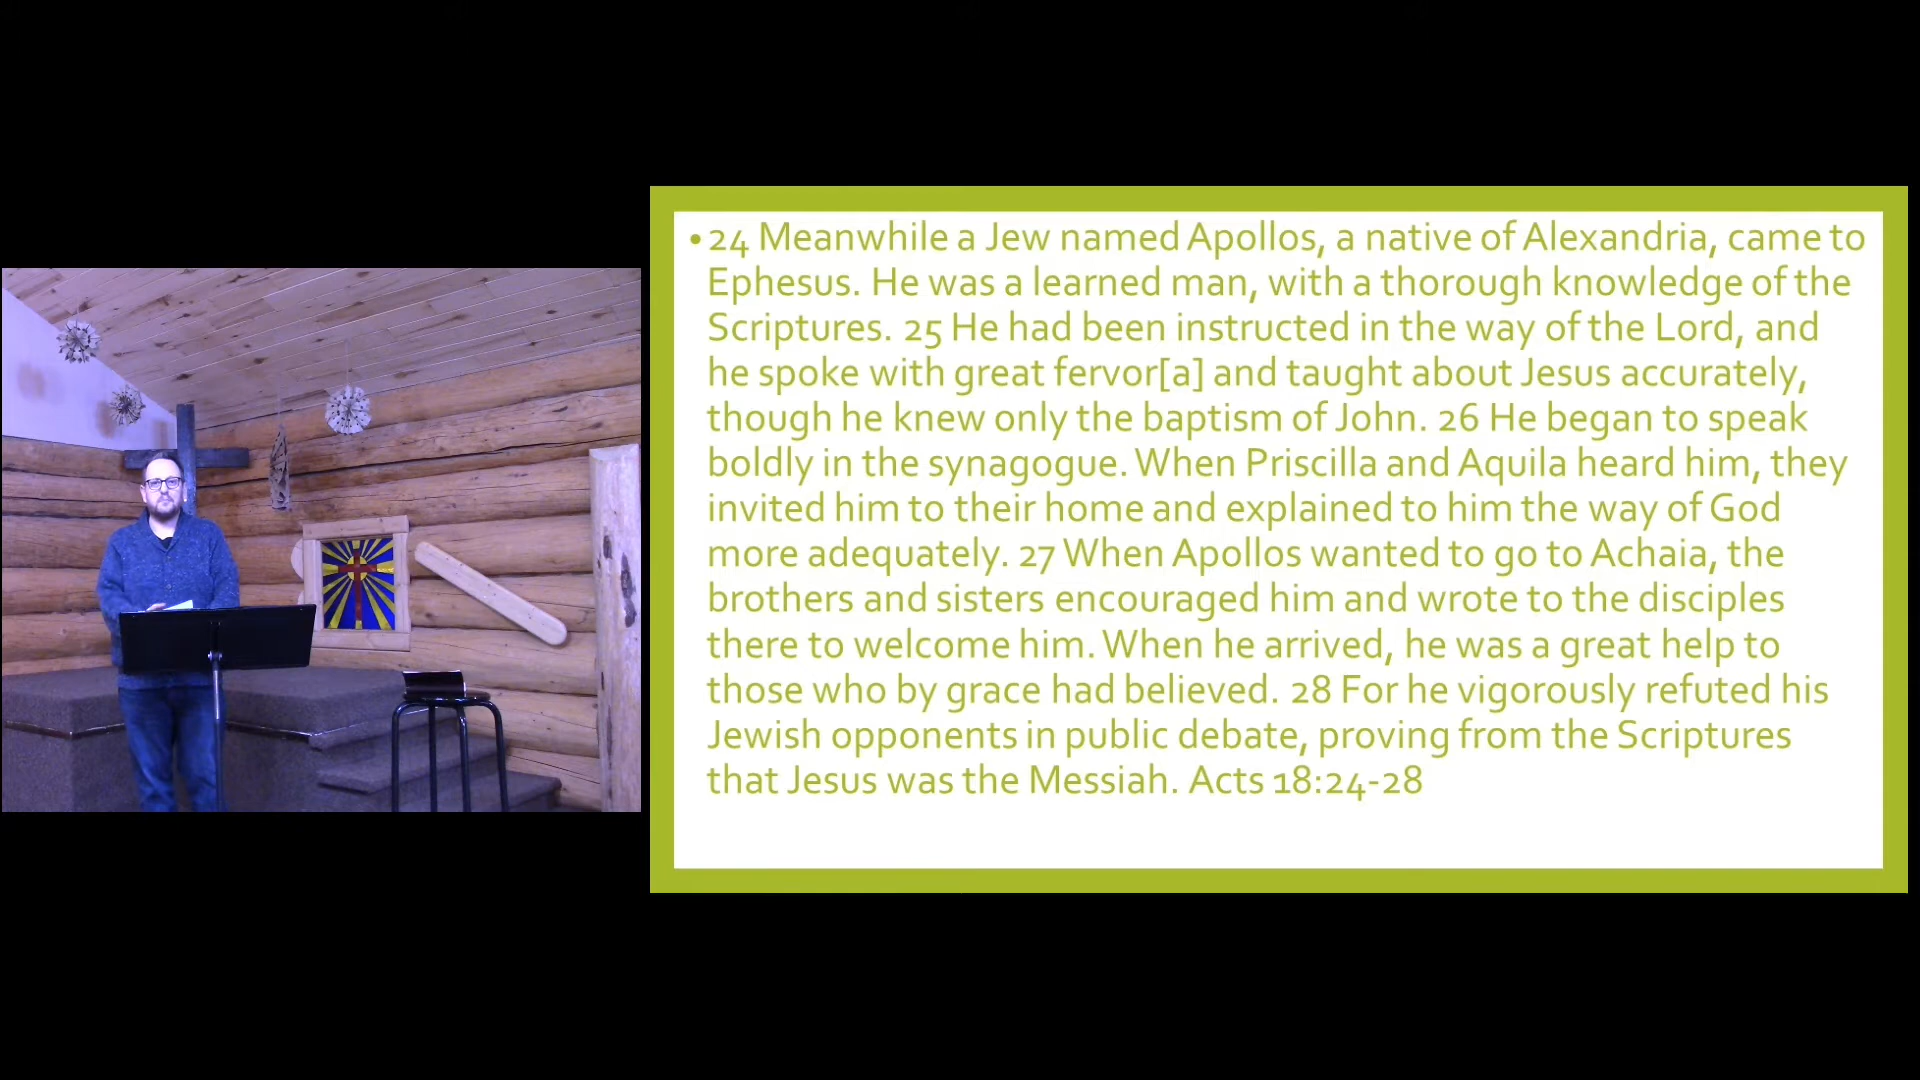 •24 Meanwhile a Jew named Apollos, a native of Alexandria, came to
Ephesus. He was a learned man, with a thorough knowledge of the
Scriptures. 25 He had been instructed in the way of the Lord, and
he spoke with great fervor[a] and taught about Jesus accurately,
though he knew only the baptism of John. 26 He began to speak
boldly in the synagogue. When Priscilla and Aquila heard him, they
invited him to their home and explained to him the way of God
more adequately. 27 When Apollos wanted to go to Achaia, the
brothers and sisters encouraged him and wrote to the disciples
there to welcome him. When he arrived, he was a great help to
those who by grace had believed. 28 For he vigorously refuted his
Jewish opponents in public debate, proving from the Scriptures
that Jesus was the Messiah. Acts 18:24-28